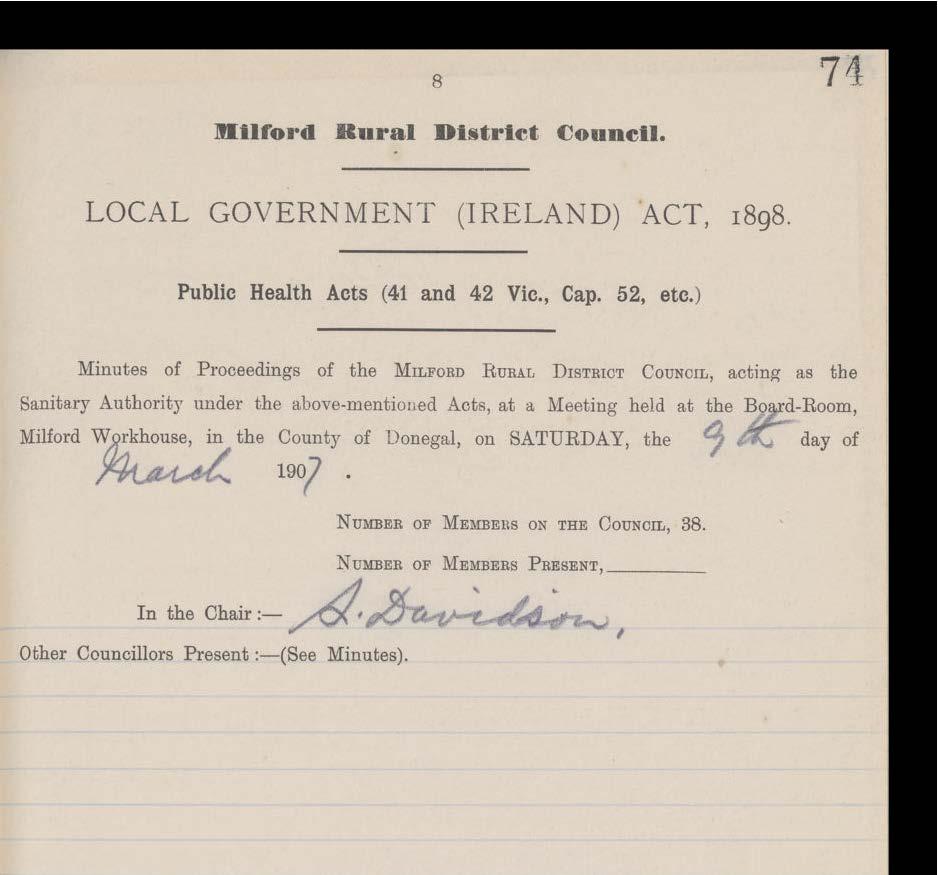 74
8
Milford Rural District Council.
LOCAL GOVERNMENT (IRELAND) ACT, 1898.
Public Health Acts (41 and 42 Vic., Cap. 52, etc.)
Minutes of Proceedings of the MILFORD RURAL DISTRICT COUNCIL, acting as the
Sanitary Authority under the above-mentioned Acts, at a Meeting held at the Board-Room,
Milford Workhouse, in the County of Donegal, on SATURDAY, the 9th day of
March 1907.
NUMBER OF MEMBERS ON THE COUNCIL, 38.
NUMBER OF MEMBERS PRESENT,
In the Chair :— S. Davidson,
Other Councillors Present :—(See Minutes).